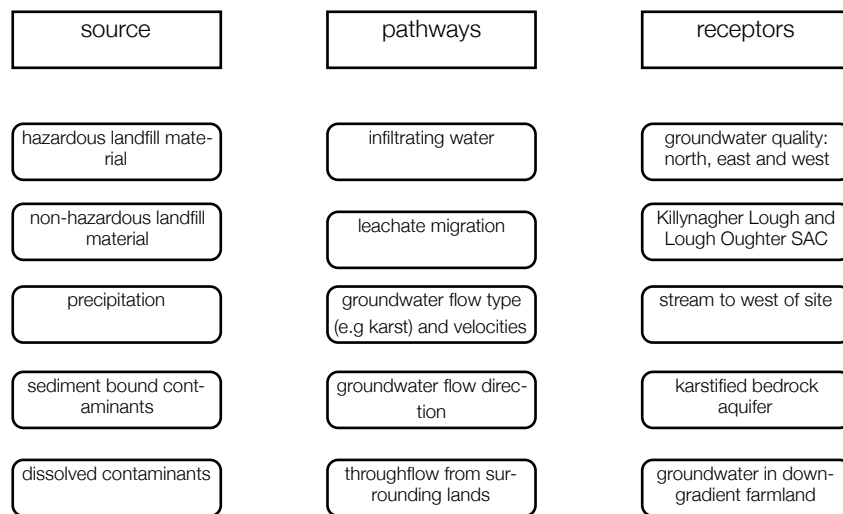 source
pathways
receptors
hazardous landfill mate-
rial
infiltrating water
groundwater quality:
north, east and west
non-hazardous landfill
material
leachate migration
Killynagher Lough and
Lough Oughter SAC
precipitation
groundwater flow type
(e.g karst) and velocities
stream to west of site
sediment bound cont-
aminants
groundwater flow direc-
tion
karstified bedrock
aquifer
dissolved contaminants
throughflow from sur-
rounding lands
groundwater in down-
gradient farmland